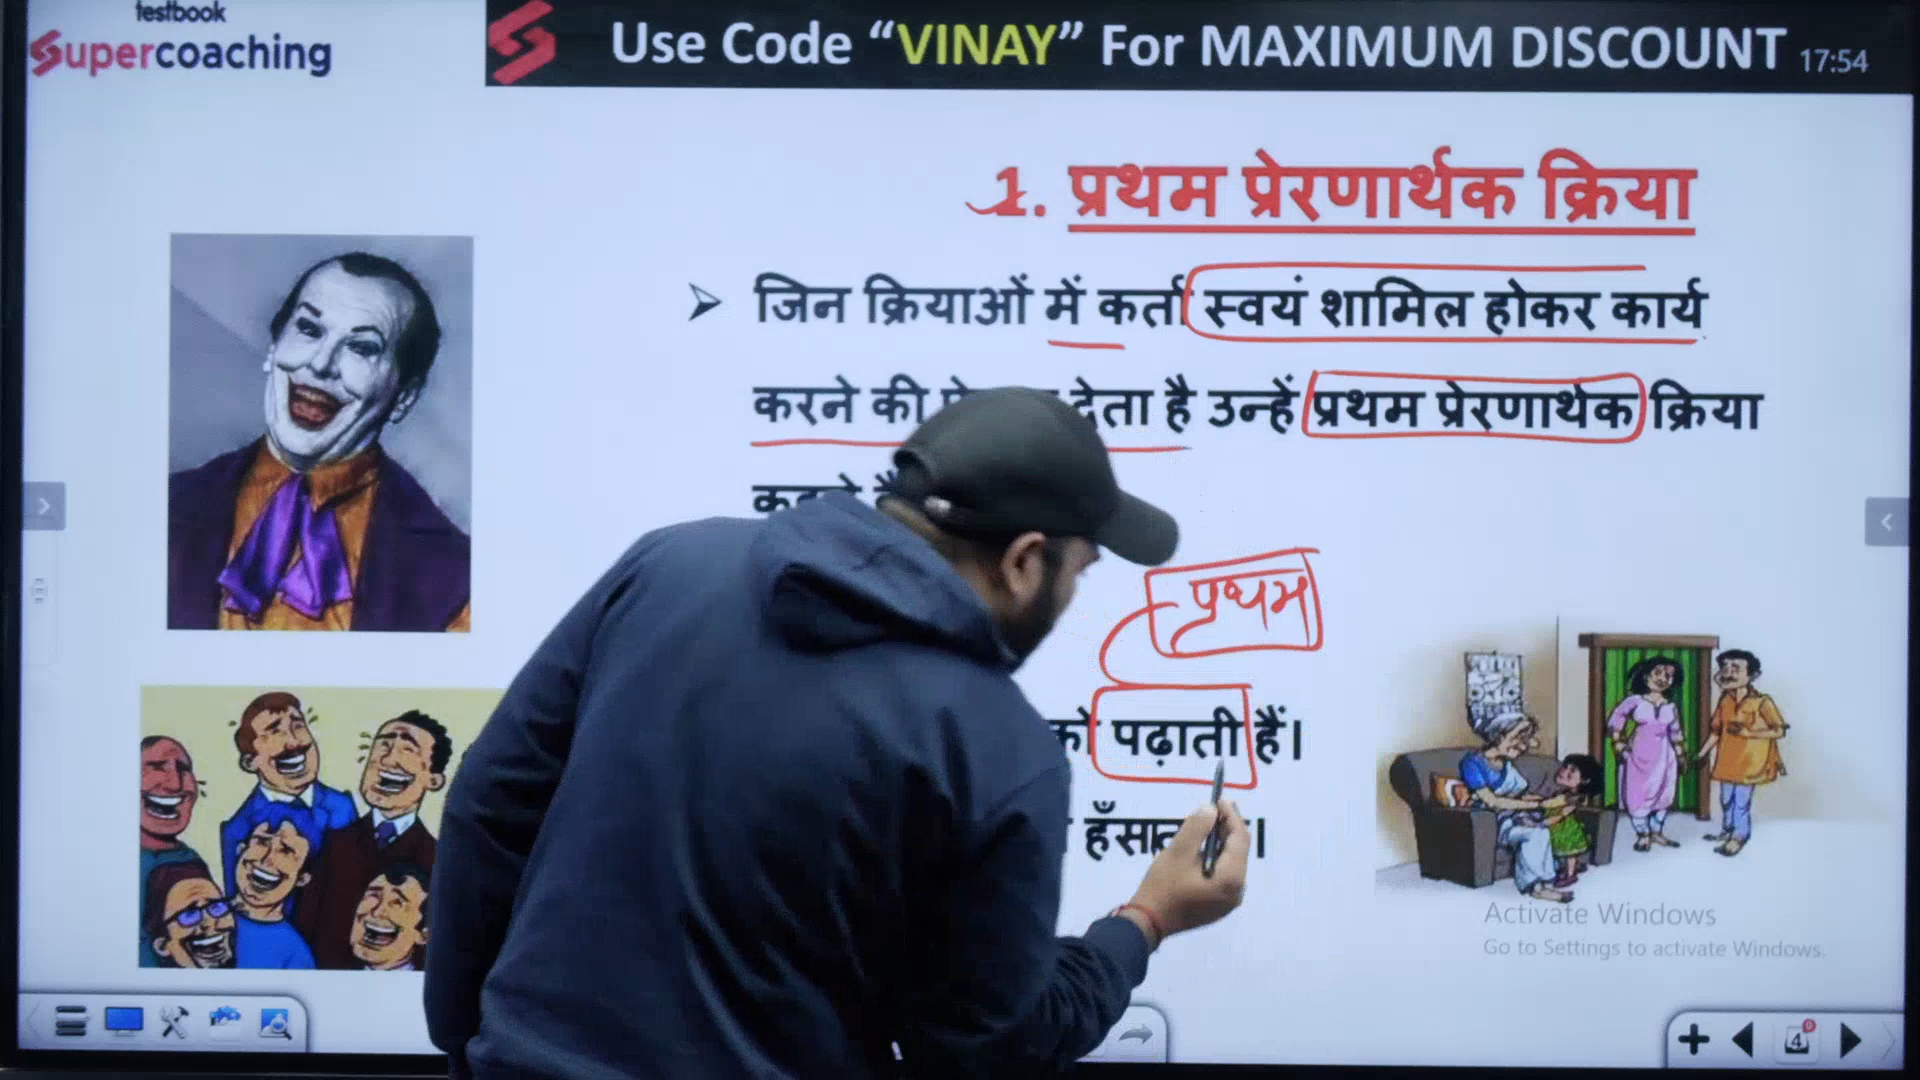 testbook
Supercoaching
Use Code “VINAY” For MAXIMUM DISCOUNT 17:54
1. प्रथम प्रेरणार्थक क्रिया
जिन क्रियाओं में कर्ता स्वयं शामिल होकर कार्य
करने की देता है उन्हें प्रथम प्रेरणार्थक क्रिया
प्रथम
को पढ़ाती हैं।
Activate Windows
Go to Settings to activate Windows.
4